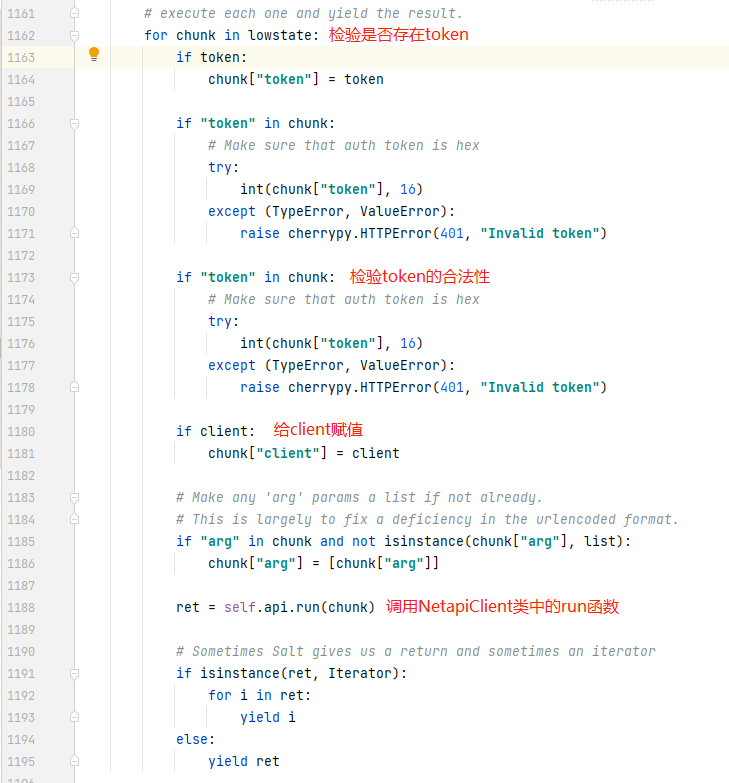 1161 # execute each one and yield the result.
1162 for chunk in lowstate: 检验是否存在token
1163 if token:
1164 chunk["token"] = token
1165
1166 if "token" in chunk:
1167 # Make sure that auth token is hex
1168 try:
1169 int(chunk["token"], 16)
1170 except (TypeError, ValueError):
1171 raise cherrypy.HTTPError(401, "Invalid token")
1172
1173 if "token" in chunk: 检验token的合法性
1174 # Make sure that auth token is hex
1175 try:
1176 int(chunk["token"], 16)
1177 except (TypeError, ValueError):
1178 raise cherrypy.HTTPError(401, "Invalid token")
1179
1180 if client: 给client赋值
1181 chunk["client"] = client
1182
1183 # Make any 'arg' params a list if not already.
1184 # This is largely to fix a deficiency in the urlencoded format.
1185 if "arg" in chunk and not isinstance(chunk["arg"], list):
1186 chunk["arg"] = [chunk["arg"]]
1187
1188 ret = self.api.run(chunk) 调用NetapiClient类中的run函数
1189
1190 # Sometimes Salt gives us a return and sometimes an iterator
1191 if isinstance(ret, Iterator):
1192 for i in ret:
1193 yield i
1194 else:
1195 yield ret